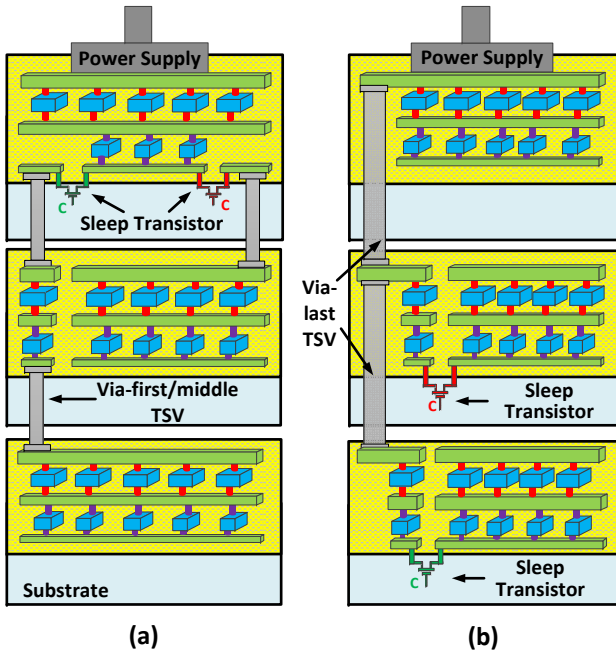 Power Supply
C
C
Sleep Transistor
Via-first/middle
TSV
Substrate
(a)
Power Supply
Via-
last
TSV
C
Sleep
Transistor
C
Sleep
Transistor
(b)